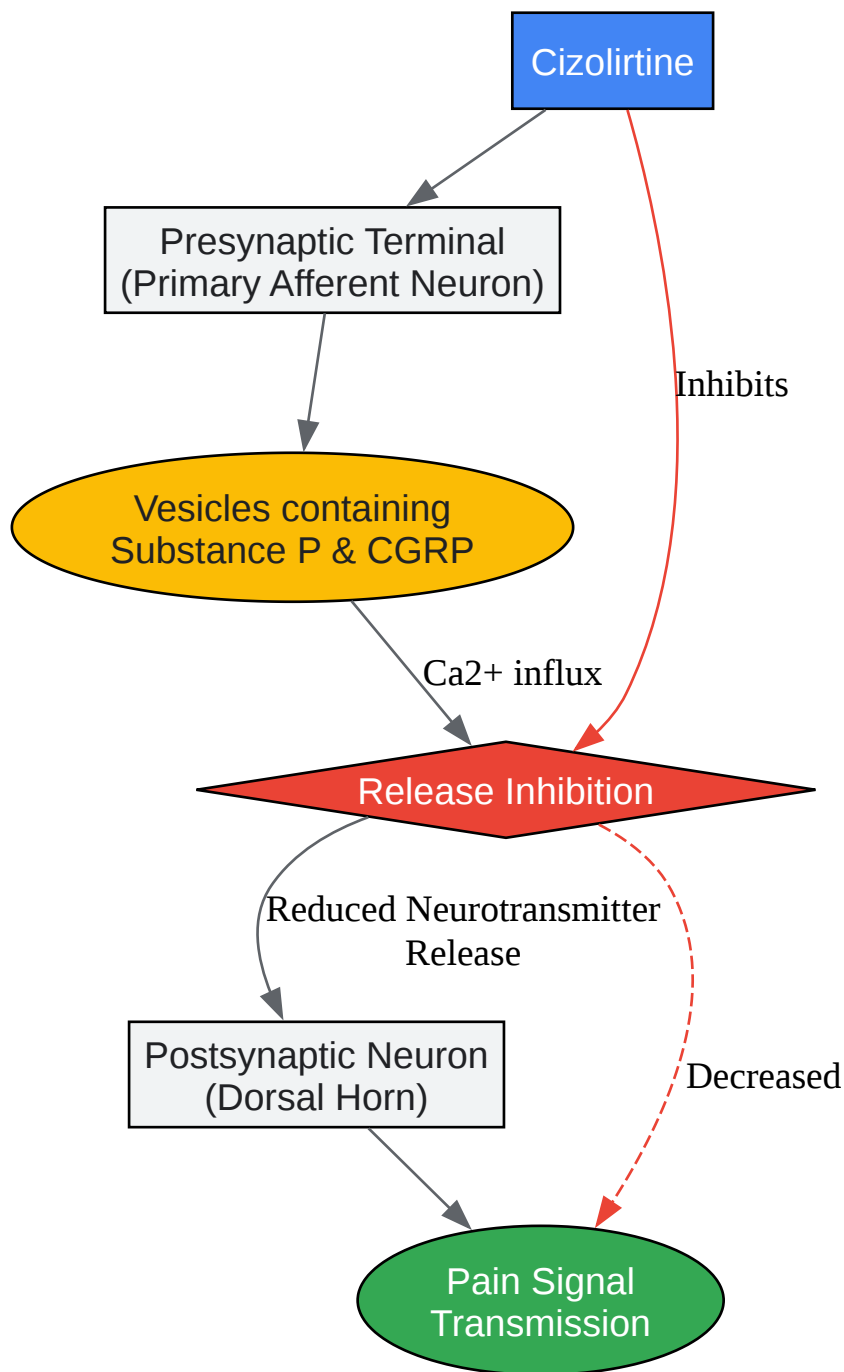 Cizolirtine
Presynaptic Terminal
(Primary Afferent Neuron)
Inhibits
Vesicles containing
Substance P & CGRP
Ca2+ influx
Release Inhibition
Reduced Neurotransmitter
Release
Postsynaptic Neuron
(Dorsal Horn)
Decreased
Pain Signal
Transmission